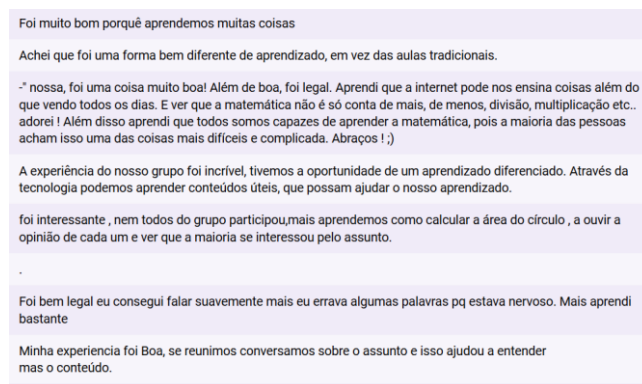 Foi muito bom porquê aprendemos muitas coisas
Achei que foi uma forma bem diferente de aprendizado, em vez das aulas tradicionais.
-" nossa, foi uma coisa muito boa! Além de boa, foi legal. Aprendi que a internet pode nos ensina coisas além do
que vendo todos os dias. E ver que a matemática não é só conta de mais, de menos, divisão, multiplicação etc..
adorei ! Além disso aprendi que todos somos capazes de aprender a matemática, pois a maioria das pessoas
acham isso uma das coisas mais difíceis e complicada. Abraços ! ;)
A experiência do nosso grupo foi incrível, tivemos a oportunidade de um aprendizado diferenciado. Através da
tecnologia podemos aprender conteúdos úteis, que possam ajudar o nosso aprendizado.
foi interessante , nem todos do grupo participou,mais aprendemos como calcular a área do círculo , a ouvir a
opinião de cada um e ver que a maioria se interessou pelo assunto.
.
Foi bem legal eu consegui falar suavemente mais eu errava algumas palavras pq estava nervoso. Mais aprendi
bastante
Minha experiencia foi Boa, se reunimos conversamos sobre o assunto e isso ajudou a entender
mas o conteúdo.